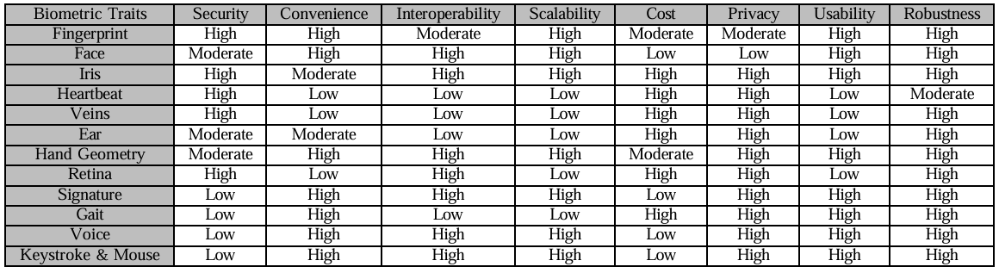 Biometric Traits Security Convenience Interoperability Scalability Cost Privacy Usability Robustness
Fingerprint High High Moderate High Moderate Moderate High High
Face Moderate High High High Low Low High High
Iris High Moderate High High High High High High
Heartbeat High Low Low Low High High Low Moderate
Veins High Low Low Low High High Low High
Ear Moderate Moderate Low Low High High Low High
Hand Geometry Moderate High High High Moderate High High High
Retina High Low High Low High High Low High
Signature Low High High High Low High High High
Gait Low High Low Low High High High High
Voice Low High High High Low High High High
Keystroke & Mouse Low High High High Low High High High